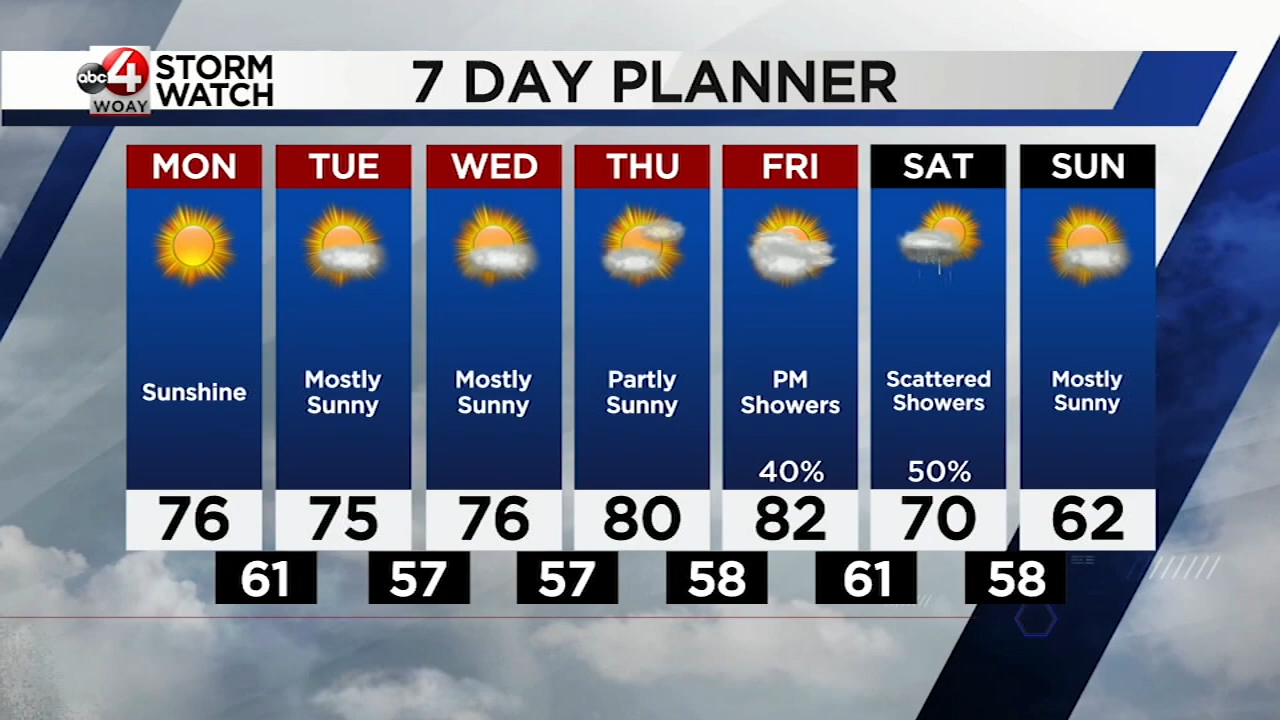 abc 4
WOAY
STORM
WATCH
7 DAY PLANNER
MON
TUE
WED
THU
FRI
SAT
SUN
Sunshine
Mostly
Sunny
Mostly
Sunny
Partly
Sunny
PM
Showers
Scattered
Showers
Mostly
Sunny
40%
50%
76
75
76
80
82
70
62
61
57
57
58
61
58